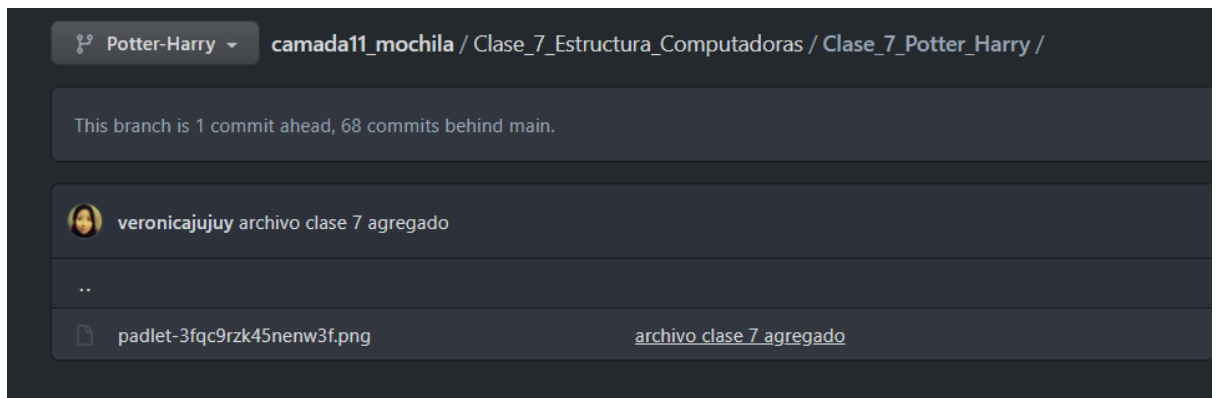 Potter-Harry camada11_mochila / Clase_7_Estructura_Computadoras / Clase_7_Potter_Harry /
This branch is 1 commit ahead, 68 commits behind main.
veronicajujuy archivo clase 7 agregado
..
padlet-3fqc9rzk45nenw3f.png archivo clase 7 agregado